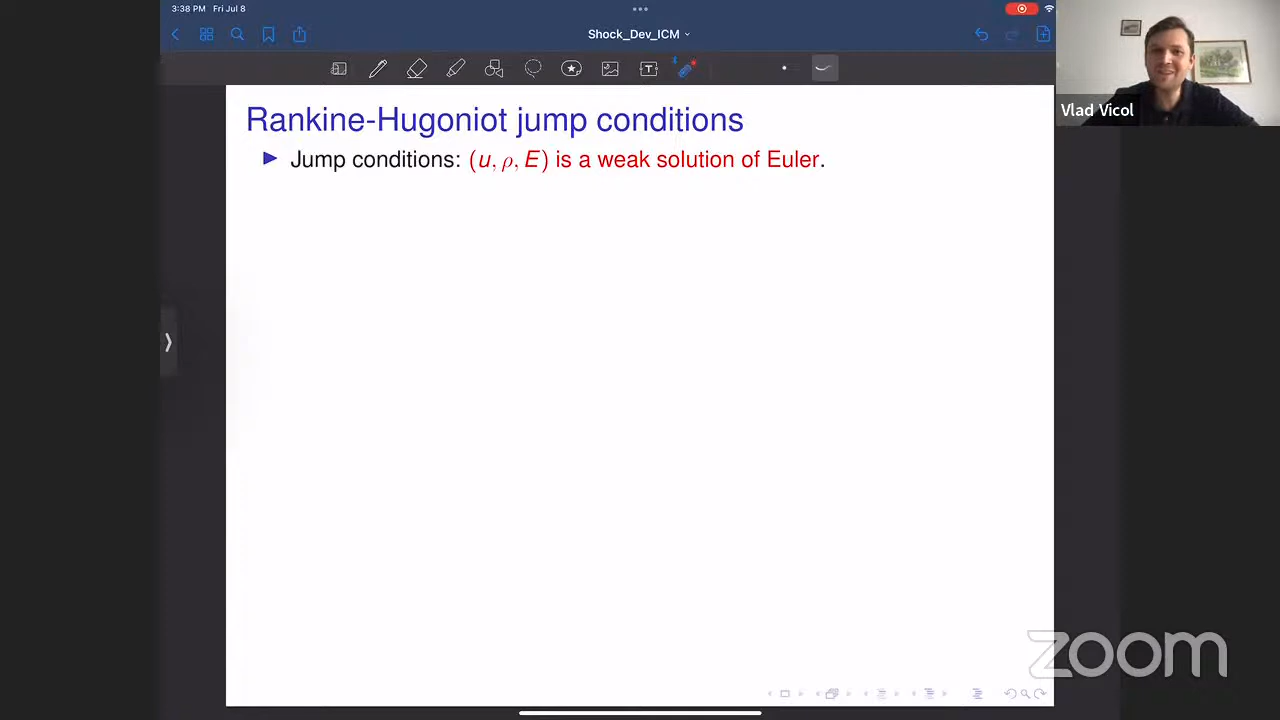 3:38 PM Fri Jul 8
Shock_Dev_ICM
Vlad Vicol
Rankine-Hugoniot jump conditions
Jump conditions: (u, ρ, E) is a weak solution of Euler.
zoom